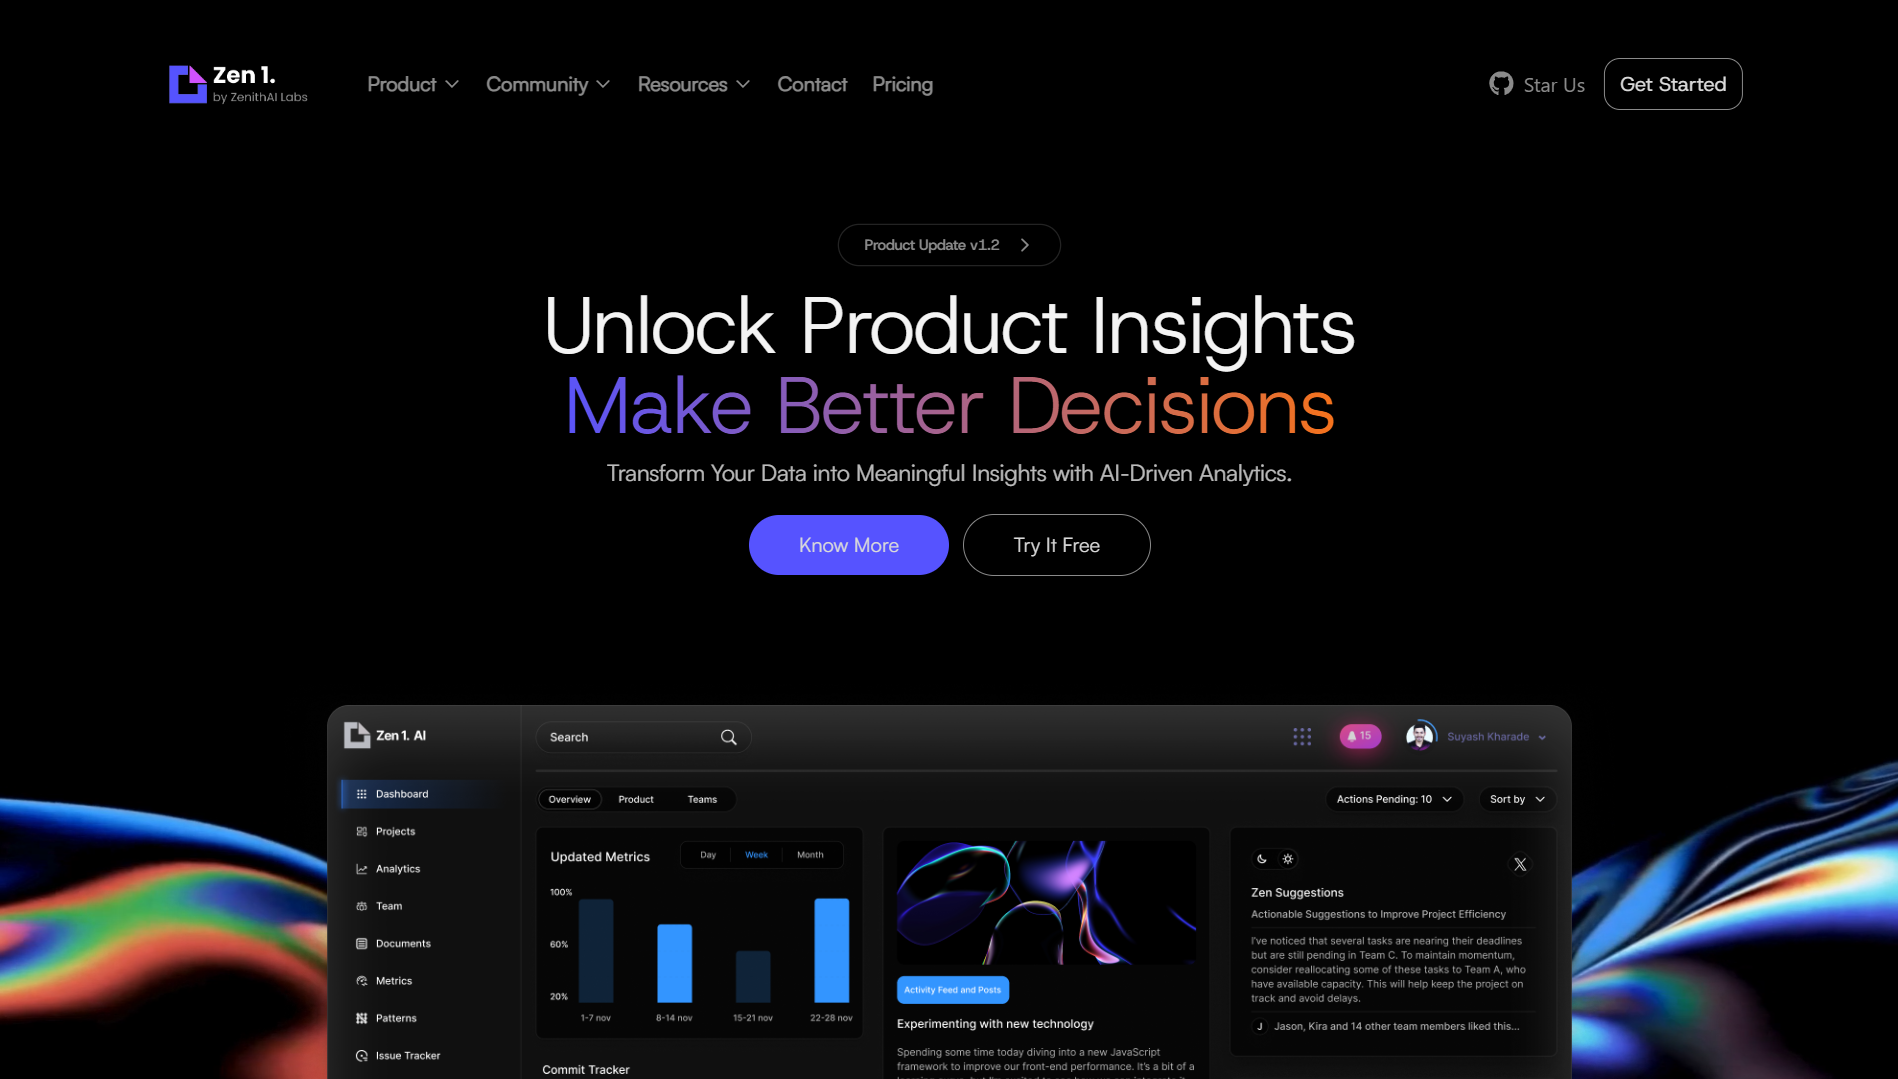 Zen 1.
by ZenithAI Labs
Product
Community
Resources
Contact
Pricing
Star Us
Get Started
Product Update v1.2
Unlock Product Insights
Make Better Decisions
Transform Your Data into Meaningful Insights with AI-Driven Analytics.
Know More
Try It Free
Zen 1. AI
Search
15
Suyash Kharade
Dashboard
Projects
Analytics
Team
Documents
Metrics
Patterns
Issue Tracker
Overview
Product
Teams
Actions Pending: 10
Sort by
Updated Metrics
Day
Week
Month
100%
60%
20%
1-7 nov
8-14 nov
15-21 nov
22-28 nov
Commit Tracker
Activity Feed and Posts
Experimenting with new technology
Spending some time today diving into a new JavaScript
framework to improve our front-end performance. It's a bit of a
Zen Suggestions
Actionable Suggestions to Improve Project Efficiency
I've noticed that several tasks are nearing their deadlines
but are still pending in Team C. To maintain momentum,
consider reallocating some of these tasks to Team A, who
have available capacity. This will help keep the project on
track and avoid delays.
J
Jason, Kira and 14 other team members liked this...